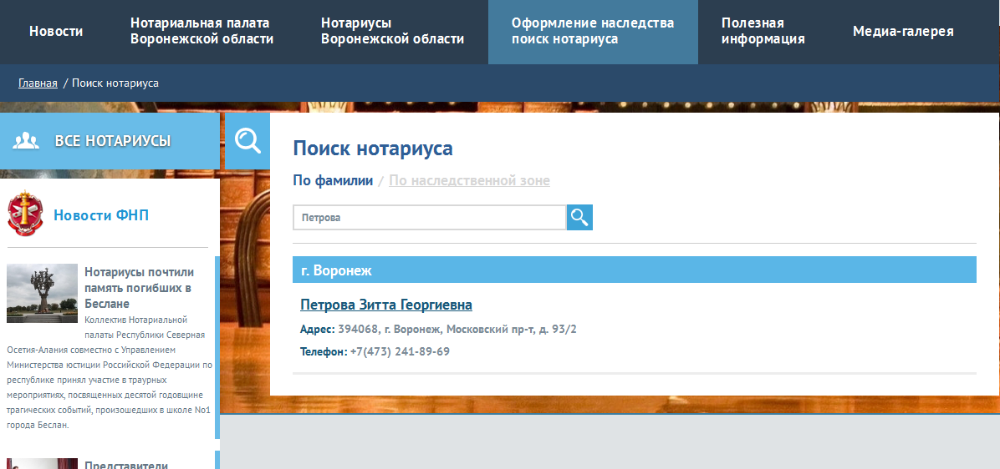 Новости
Нотариальная палата
Воронежской области
Нотариусы
Воронежской области
Оформление наследства
поиск нотариуса
Полезная
информация
Медиа-галерея
Главная / Поиск нотариуса
ВСЕ НОТАРИУСЫ
Новости ФНП
Нотариусы почтили
память погибших в
Беслане
Коллектив Нотариальной
палаты Республики Северная
Осетия-Алания совместно с Управлением
Министерства юстиции Российской Федерации по
республике принял участие в траурных
мероприятиях, посвященных десятой годовщине
трагических событий, произошедших в школе No1
города Беслан.
Представители
Поиск нотариуса
По фамилии / По наследственной зоне
Петрова
г. Воронеж
Петрова Зитта Георгиевна
Адрес: 394068, г. Воронеж, Московский пр-т, д. 93/2
Телефон: +7(473) 241-89-69